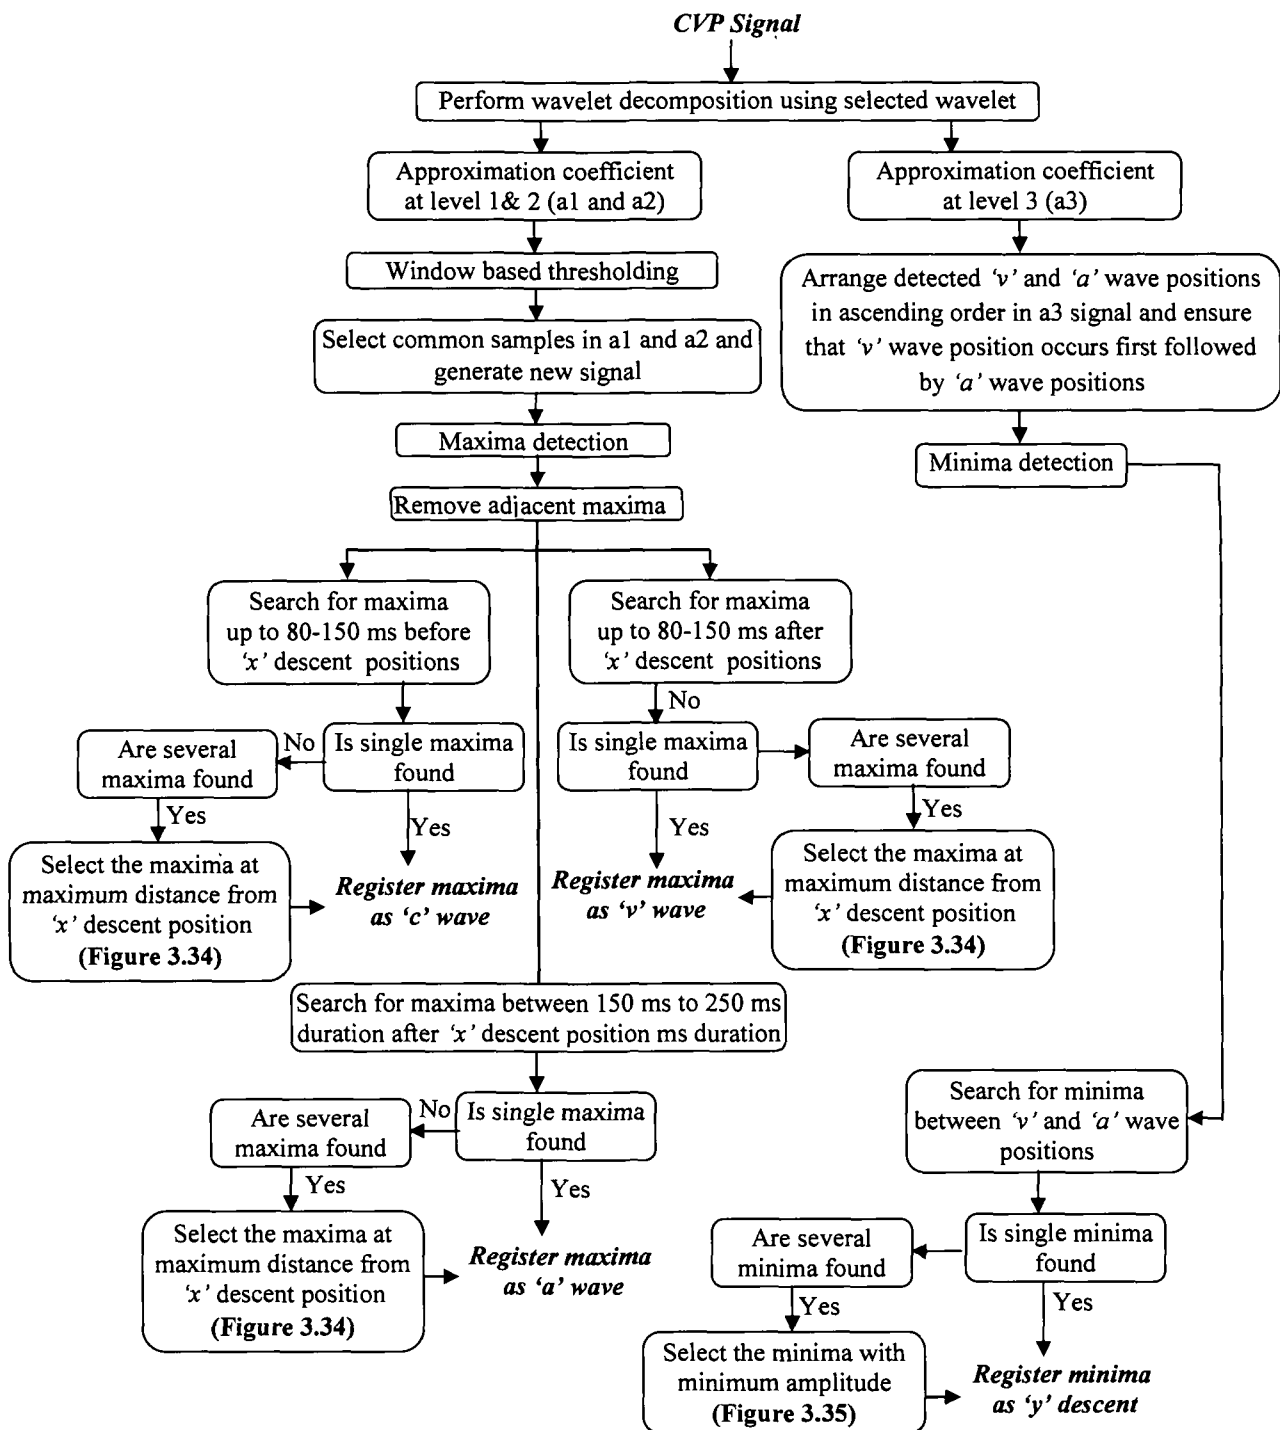 CVP Signal
Perform wavelet decomposition using selected wavelet
Approximation coefficient
at level 1& 2 (a1 and a2)
Approximation coefficient
at level 3 (a3)
Window based thresholding
Arrange detected ‘v’ and ‘a’ wave positions
in ascending order in a3 signal and ensure
that ‘v’ wave position occurs first followed
by ‘a’ wave positions
Select common samples in a1 and a2 and
generate new signal
Maxima detection
Minima detection
Remove adjacent maxima
Search for maxima
up to 80-150 ms before
‘x’ descent positions
Search for maxima
up to 80-150 ms after
‘x’ descent positions
No
Are several
maxima found
No
Is single maxima
found
Is single maxima
found
Are several
maxima found
Yes
Yes
Yes
Yes
Select the maxima at
maximum distance from
‘x’ descent position
(Figure 3.34)
Register maxima
as ‘c’ wave
Register maxima
as ‘v’ wave
Select the maxima at
maximum distance from
‘x’ descent position
(Figure 3.34)
Search for maxima between 150 ms to 250 ms
duration after ‘x’ descent position ms duration
Are several
maxima found
No
Is single maxima
found
Search for minima
between ‘v’ and ‘a’ wave
positions
Yes
Yes
Select the maxima at
maximum distance from
‘x’ descent position
(Figure 3.34)
Register maxima
as ‘a’ wave
Are several
minima found
Is single minima
found
Yes
Yes
Select the minima with
minimum amplitude
(Figure 3.35)
Register minima
as ‘y’ descent